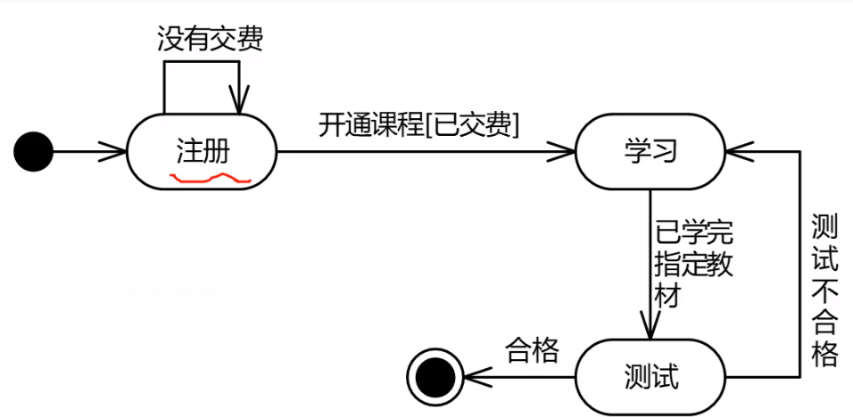 没有交费
开通课程[已交费]
注册
学习
已学完
指定教
材
测
试
不
合
格
合格
测试